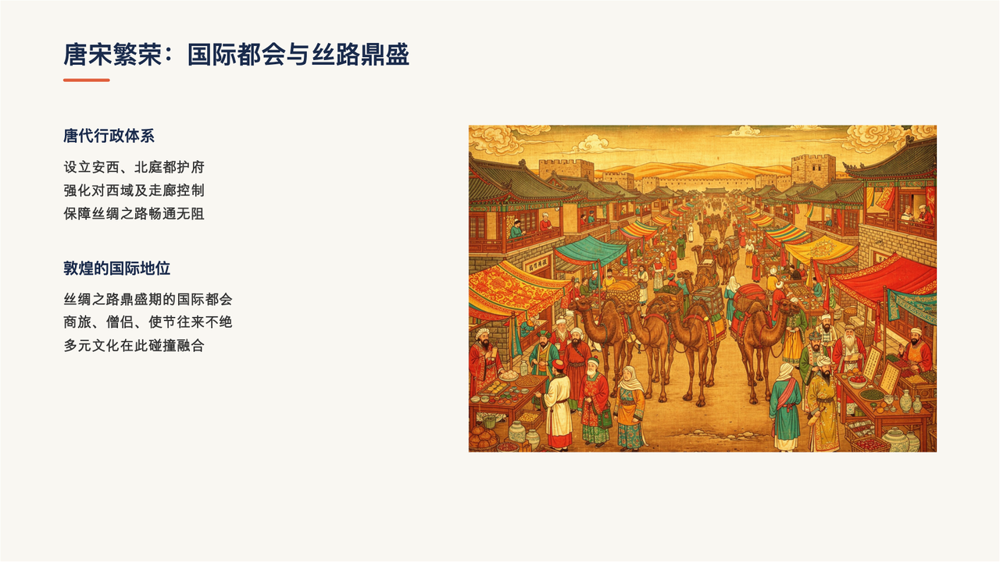 唐宋繁荣：国际都会与丝路鼎盛
唐代行政体系
设立安西、北庭都护府
强化对西域及走廊控制
保障丝绸之路畅通无阻
敦煌的国际地位
丝绸之路鼎盛期的国际都会
商旅、僧侣、使节往来不绝
多元文化在此碰撞融合